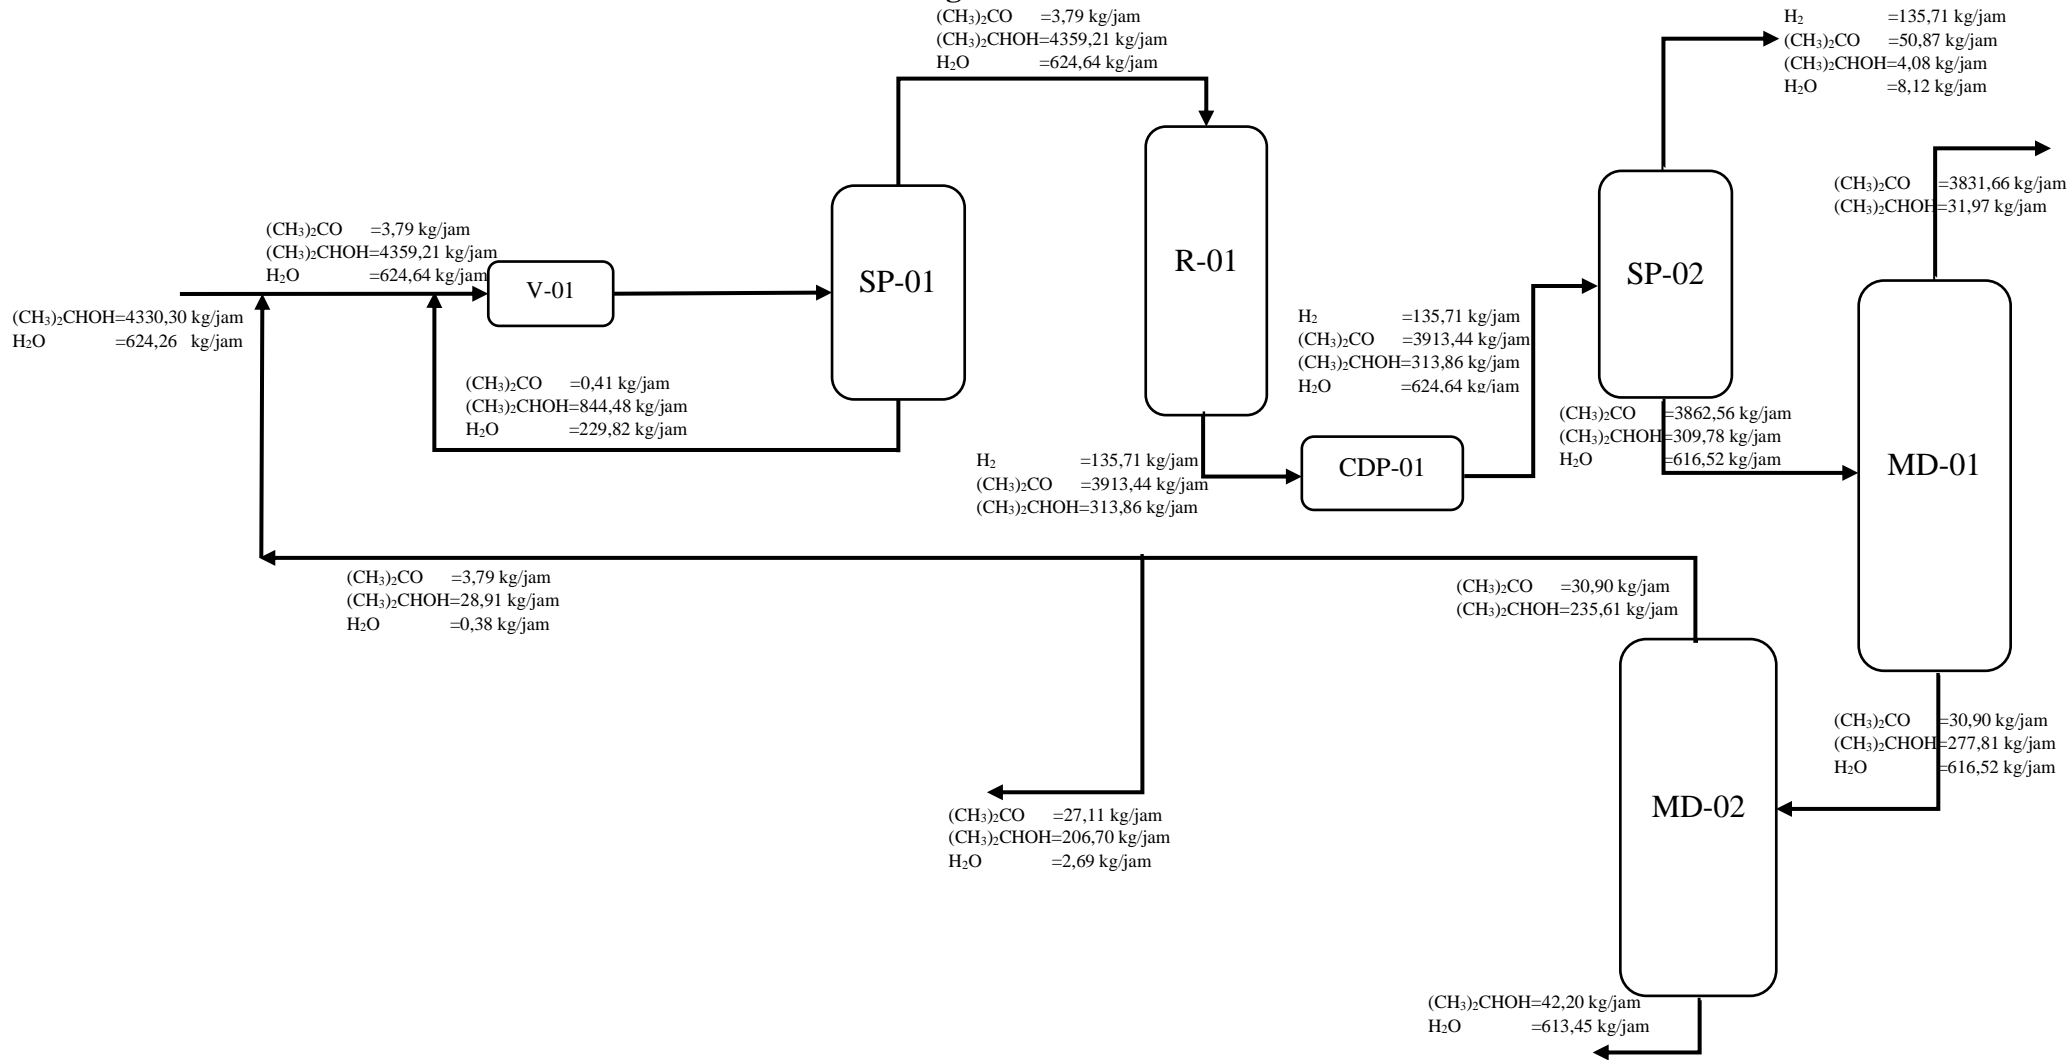 (CH₃)₂CO =3,79 kg/jam
(CH₃)₂CHOH=4359,21 kg/jam
H₂O =624,64 kg/jam
H₂ =135,71 kg/jam
(CH₃)₂CO =50,87 kg/jam
(CH₃)₂CHOH=4,08 kg/jam
H₂O =8,12 kg/jam
(CH₃)₂CO =3831,66 kg/jam
(CH₃)₂CHOH=31,97 kg/jam
(CH₃)₂CO =3,79 kg/jam
(CH₃)₂CHOH=4359,21 kg/jam
H₂O =624,64 kg/jam
(CH₃)₂CHOH=4330,30 kg/jam
H₂O =624,26 kg/jam
V-01
SP-01
R-01
SP-02
(CH₃)₂CO =0,41 kg/jam
(CH₃)₂CHOH=844,48 kg/jam
H₂O =229,82 kg/jam
H₂ =135,71 kg/jam
(CH₃)₂CO =3913,44 kg/jam
(CH₃)₂CHOH=313,86 kg/jam
H₂O =624,64 kg/jam
(CH₃)₂CO =3862,56 kg/jam
(CH₃)₂CHOH=309,78 kg/jam
H₂O =616,52 kg/jam
H₂ =135,71 kg/jam
(CH₃)₂CO =3913,44 kg/jam
(CH₃)₂CHOH=313,86 kg/jam
CDP-01
MD-01
(CH₃)₂CO =3,79 kg/jam
(CH₃)₂CHOH=28,91 kg/jam
H₂O =0,38 kg/jam
(CH₃)₂CO =30,90 kg/jam
(CH₃)₂CHOH=235,61 kg/jam
(CH₃)₂CO =30,90 kg/jam
(CH₃)₂CHOH=277,81 kg/jam
H₂O =616,52 kg/jam
MD-02
(CH₃)₂CO =27,11 kg/jam
(CH₃)₂CHOH=206,70 kg/jam
H₂O =2,69 kg/jam
(CH₃)₂CHOH=42,20 kg/jam
H₂O =613,45 kg/jam